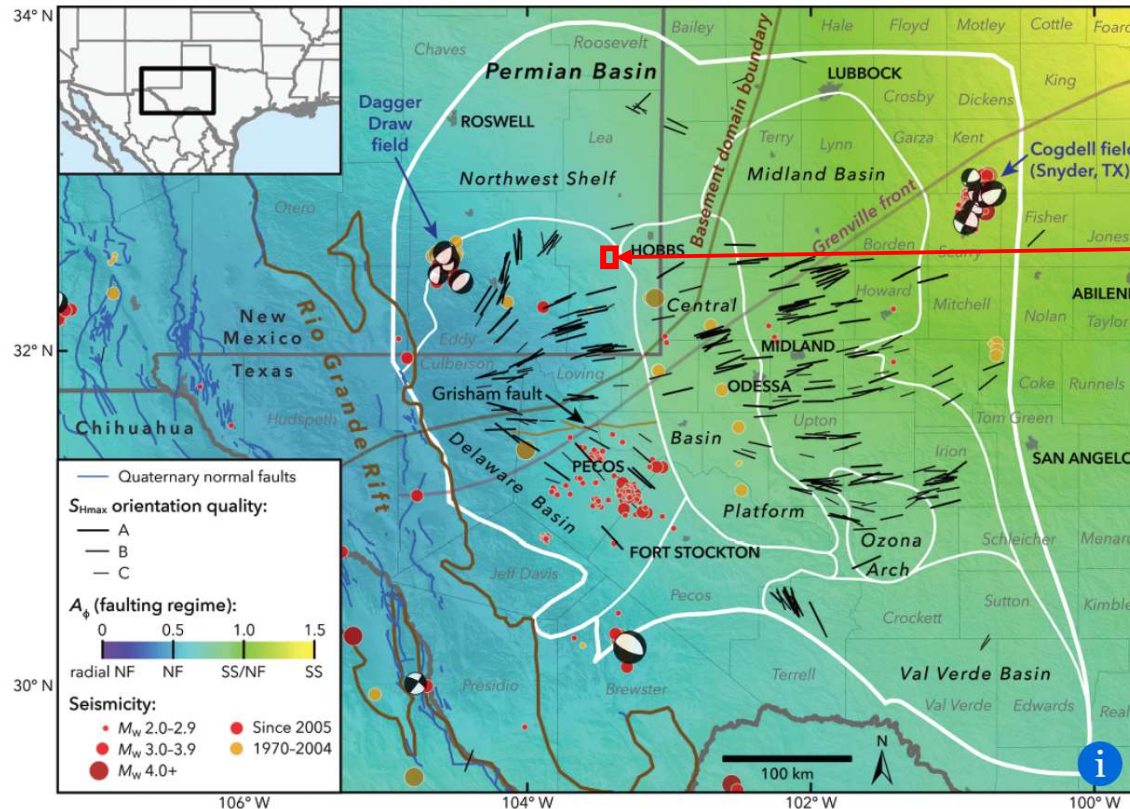 34° N
32° N
30° N
106° W
104° W
102° W
100° W
Chaves
Roosevelt
Bailey
Hale
Floyd
Motley
Cottle
Foard
Permian Basin
LUBBOCK
King
Dagger
Draw
field
ROSWELL
Crosby
Dickens
Lea
Terry
Lynn
Garza
Kent
Cogdell field
(Snyder, TX)
Basement domain boundary
Midland Basin
Northwest Shelf
Otero
Grenville front
Fisher
HOBBS
Borden
Scurry
Jones
Central
Howard
Mitchell
ABILENE
Nolan
Taylor
New
Mexico
Texas
Rio Grande Rift
Eddy
Culberson
Loving
MIDLAND
ODESSA
Coke
Runnels
Grisham fault
Hudspeth
Upton
Tom Green
Chihuahua
Basin
Irion
Delaware Basin
PECOS
SAN ANGELO
Platform
FORT STOCKTON
Ozona
Arch
Schleicher
Menard
Jeff Davis
Pecos
Crockett
Sutton
Kimble
Presidio
Brewster
Terrell
Val Verde Basin
Val Verde
Edwards
Real
Quaternary normal faults
SHmax orientation quality:
A
B
C
Aϕ (faulting regime):
0
0.5
1.0
1.5
radial NF
NF
SS/NF
SS
Seismicity:
Mw 2.0–2.9
Mw 3.0–3.9
Mw 4.0+
Since 2005
1970–2004
100 km
N
i